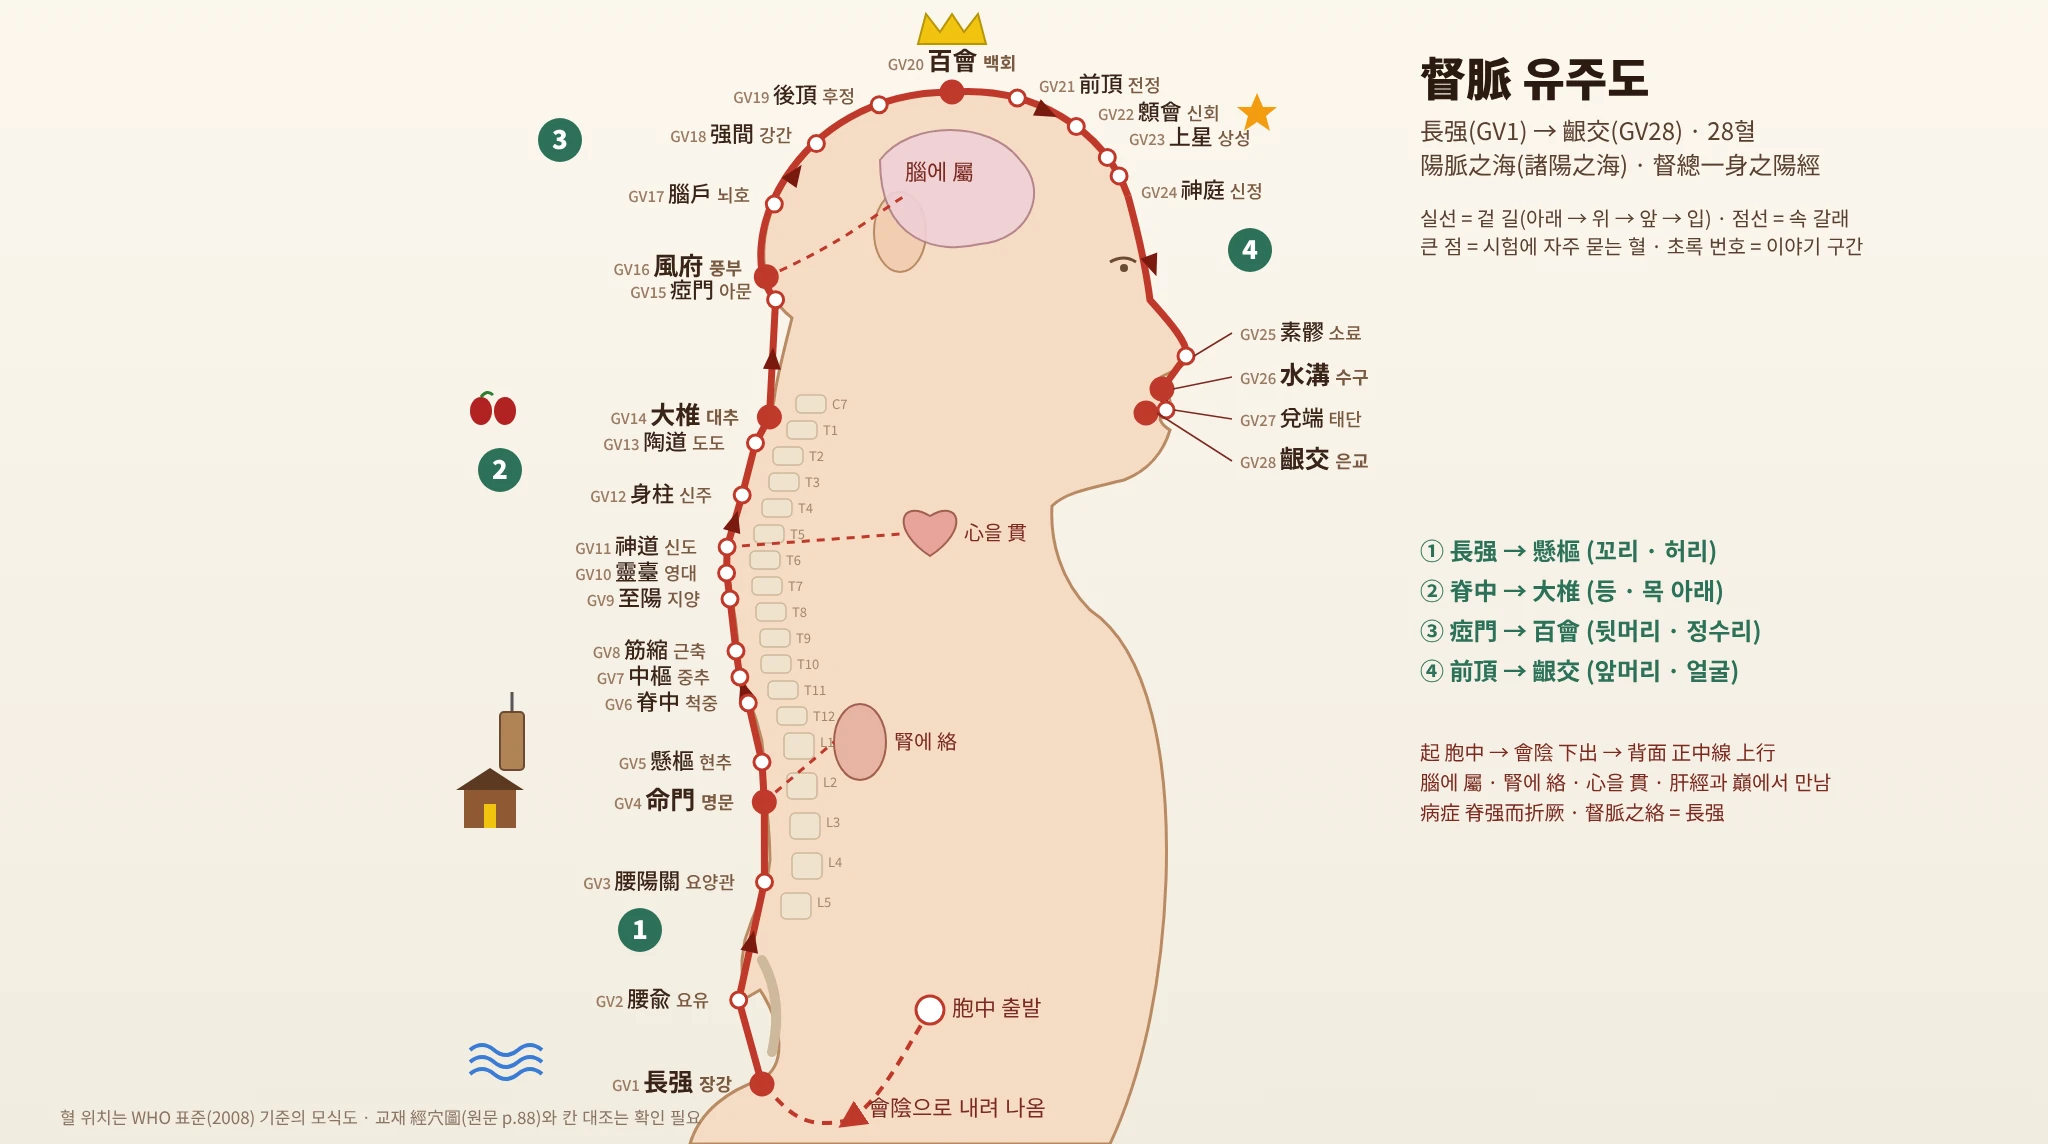 督脈 유주도
長强(GV1) → 齦交(GV28) · 28혈
陽脈之海(諸陽之海) · 督總一身之陽經
실선 = 겉 길(아래 → 위 → 앞 → 입) · 점선 = 속 갈래
큰 점 = 시험에 자주 묻는 혈 · 초록 번호 = 이야기 구간
GV20 百會 백회
GV19 後頂 후정
GV18 强間 강간
GV17 腦戶 뇌호
GV16 風府 풍부
GV15 瘂門 아문
GV14 大椎 대추
GV13 陶道 도도
GV12 身柱 신주
GV11 神道 신도
GV10 靈臺 영대
GV9 至陽 지양
GV8 筋縮 근축
GV7 中樞 중추
GV6 脊中 척중
GV5 懸樞 현추
GV4 命門 명문
GV3 腰陽關 요양관
GV2 腰兪 요유
GV1 長强 장강
GV21 前頂 전정
GV22 顖會 신회
GV23 上星 상성
GV24 神庭 신정
GV25 素髎 소료
GV26 水溝 수구
GV27 兌端 태단
GV28 齦交 은교
3
4
2
1
腦에 屬
心을 貫
腎에 絡
胞中 출발
會陰으로 내려 나옴
C7
T1
T2
T3
T4
T5
T6
T7
T8
T9
T10
T11
T12
L1
L2
L3
L4
L5
① 長强 → 懸樞 (꼬리 · 허리)
② 脊中 → 大椎 (등 · 목 아래)
③ 瘂門 → 百會 (뒷머리 · 정수리)
④ 前頂 → 齦交 (앞머리 · 얼굴)
起 胞中 → 會陰 下出 → 背面 正中線 上行
腦에 屬 · 腎에 絡 · 心을 貫 · 肝經과 巔에서 만남
病症 脊强而折厥 · 督脈之絡 = 長强
혈 위치는 WHO 표준(2008) 기준의 모식도 · 교재 經穴圖(원문 p.88)와 칸 대조는 확인 필요